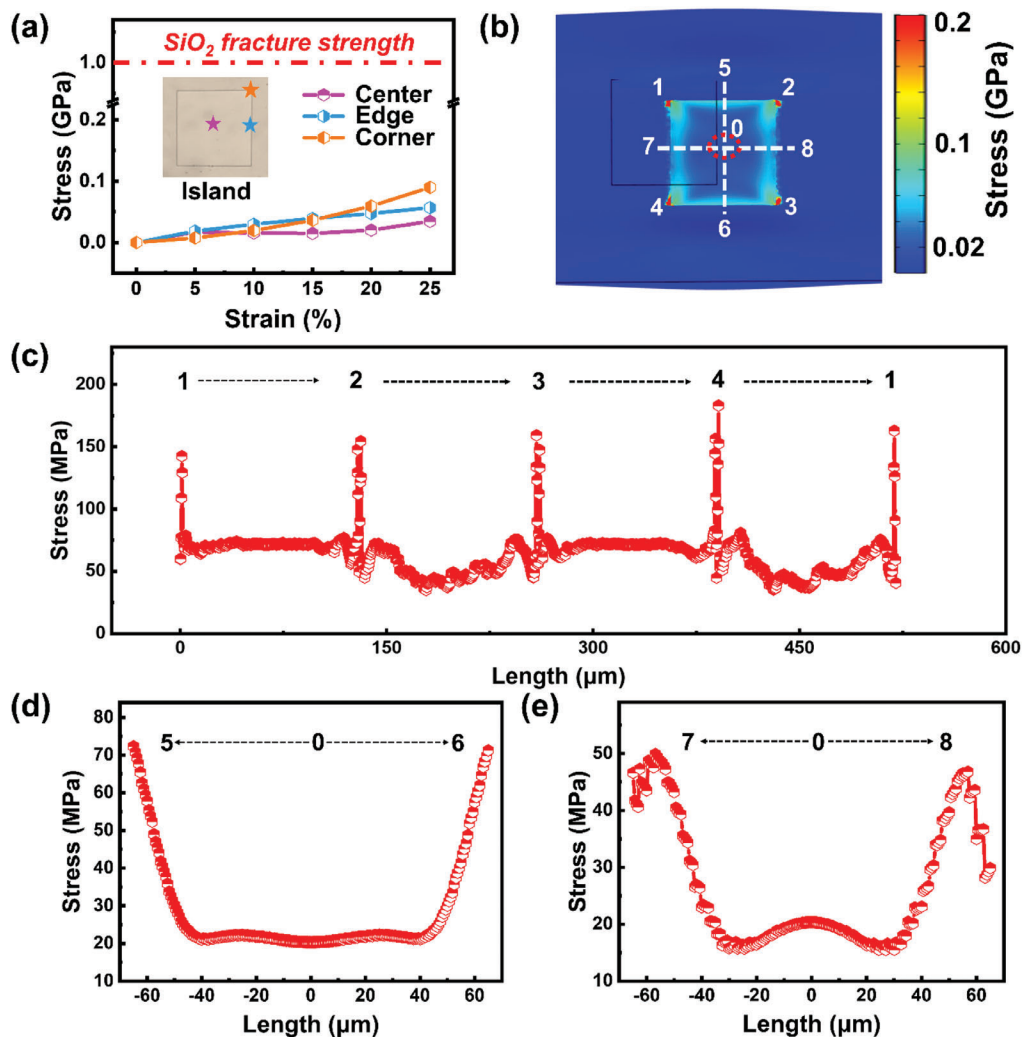 (a)
SiO2 fracture strength
1.0
0.2
0.1
0.0
Stress (GPa)
Center
Edge
Corner
Island
0 5 10 15 20 25
Strain (%)
(b)
1 5 2
0
7 8
4 6 3
0.2
0.1
0.02
Stress (GPa)
(c)
1 2 3 4 1
200
150
100
50
0
Stress (MPa)
0 150 300 450 600
Length (μm)
(d)
5 0 6
80
70
60
50
40
30
20
10
Stress (MPa)
-60 -40 -20 0 20 40 60
Length (μm)
(e)
7 0 8
50
40
30
20
10
Stress (MPa)
-60 -40 -20 0 20 40 60
Length (μm)